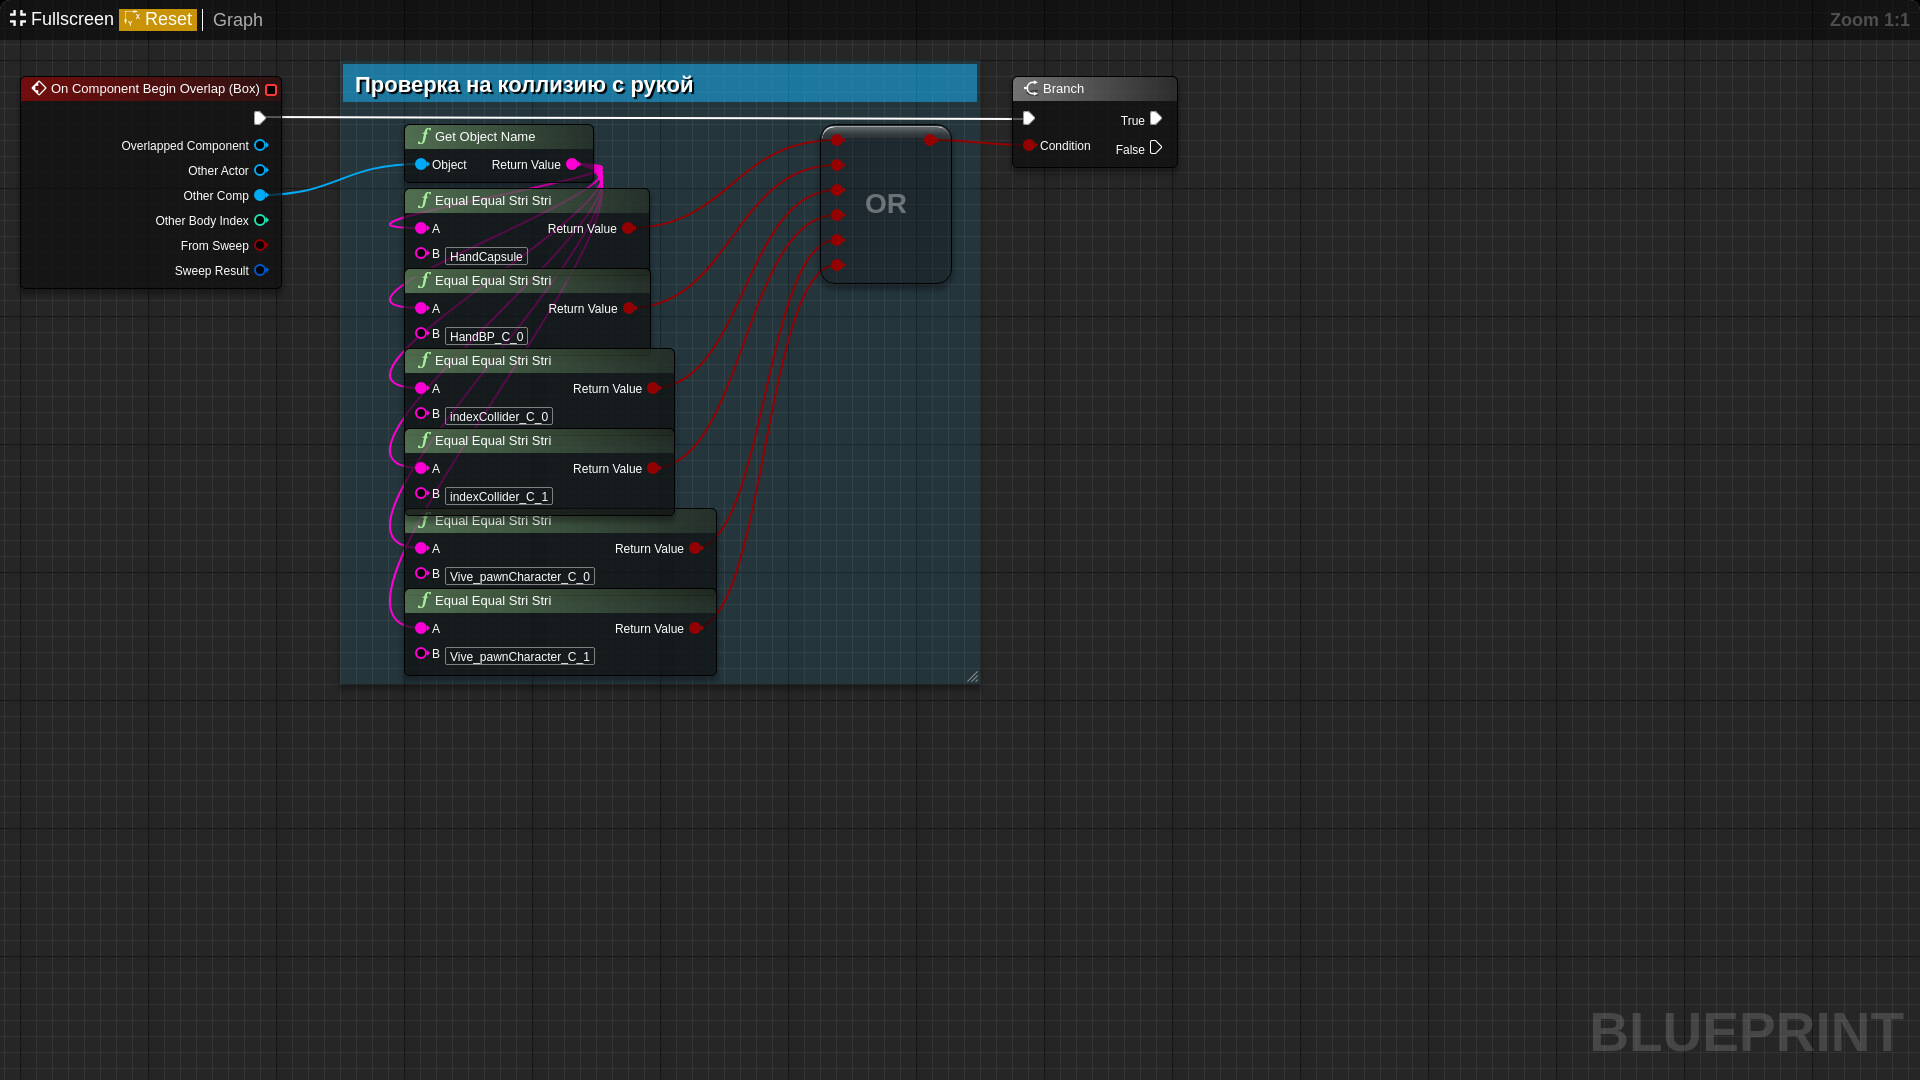 Fullscreen Reset Graph Zoom 1:1
On Component Begin Overlap (Box)
Overlapped Component
Other Actor
Other Comp
Other Body Index
From Sweep
Sweep Result
Проверка на коллизию с рукой
Get Object Name
Object Return Value
Equal Equal Stri Stri
A Return Value
B HandCapsule
Equal Equal Stri Stri
A Return Value
B HandBP_C_0
Equal Equal Stri Stri
A Return Value
B indexCollider_C_0
Equal Equal Stri Stri
A Return Value
B indexCollider_C_1
Equal Equal Stri Stri
A Return Value
B Vive_pawnCharacter_C_0
Equal Equal Stri Stri
A Return Value
B Vive_pawnCharacter_C_1
OR
Branch
True
Condition
False
BLUEPRINT